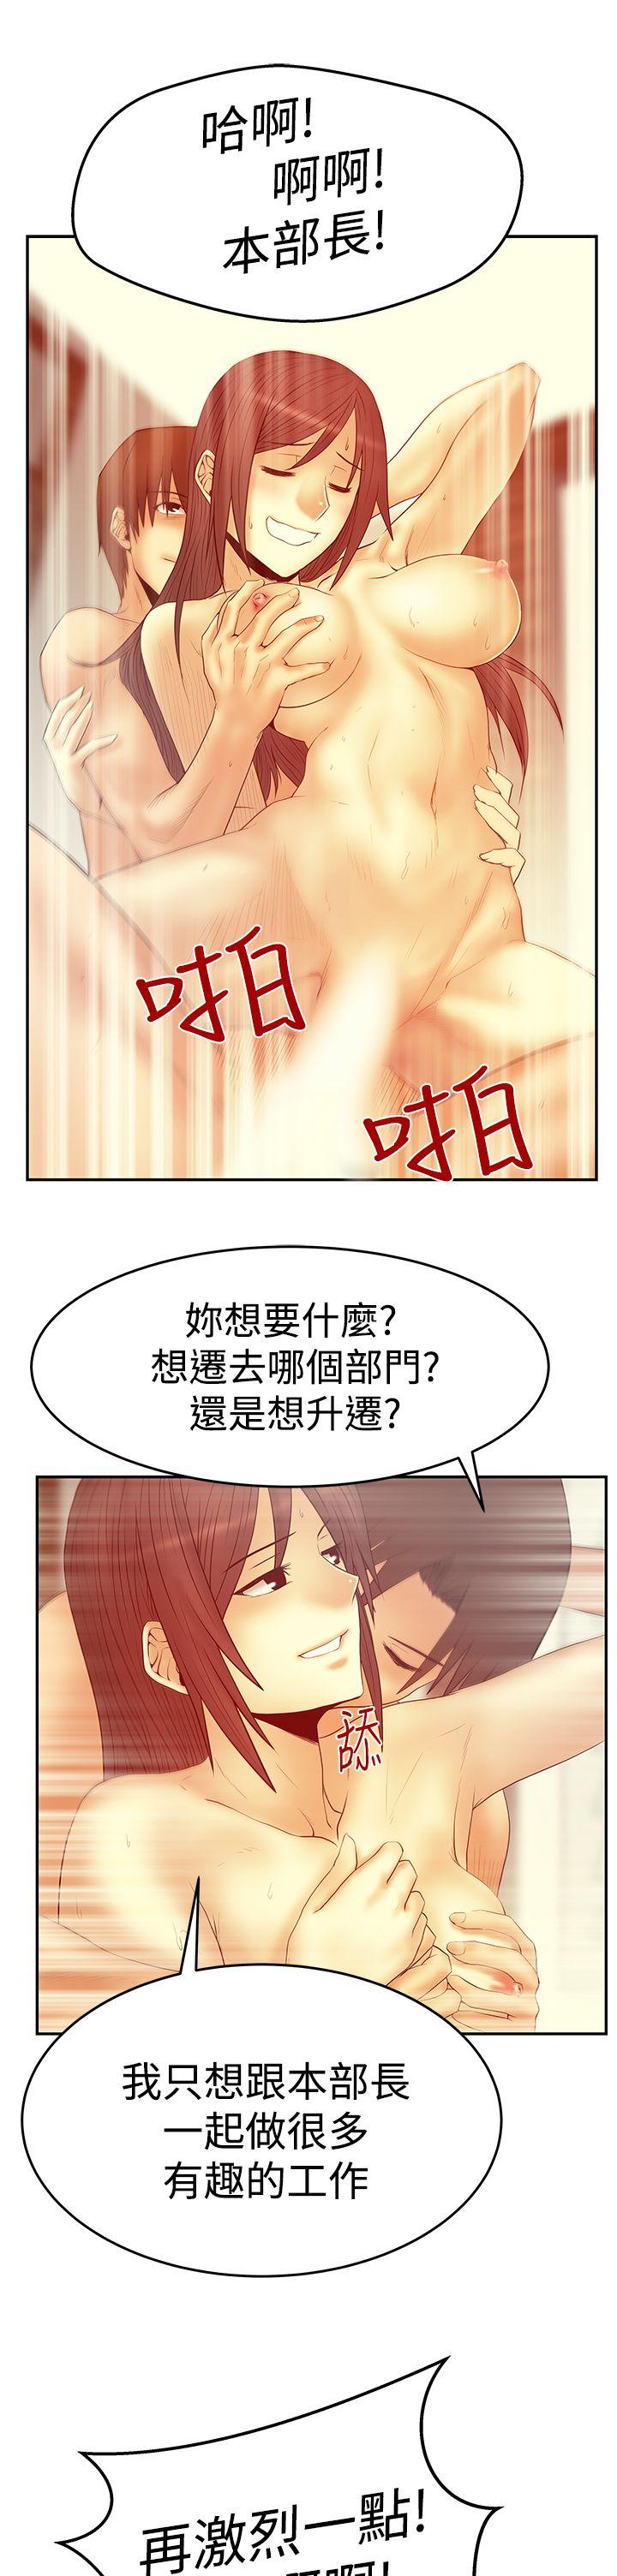 哈啊!
啊啊!
本部長!
啪
啪
妳想要什麼?
想遷去哪個部門?
還是想升遷?
舔
我只想跟本部長
一起做很多
有趣的工作
再激烈一點!